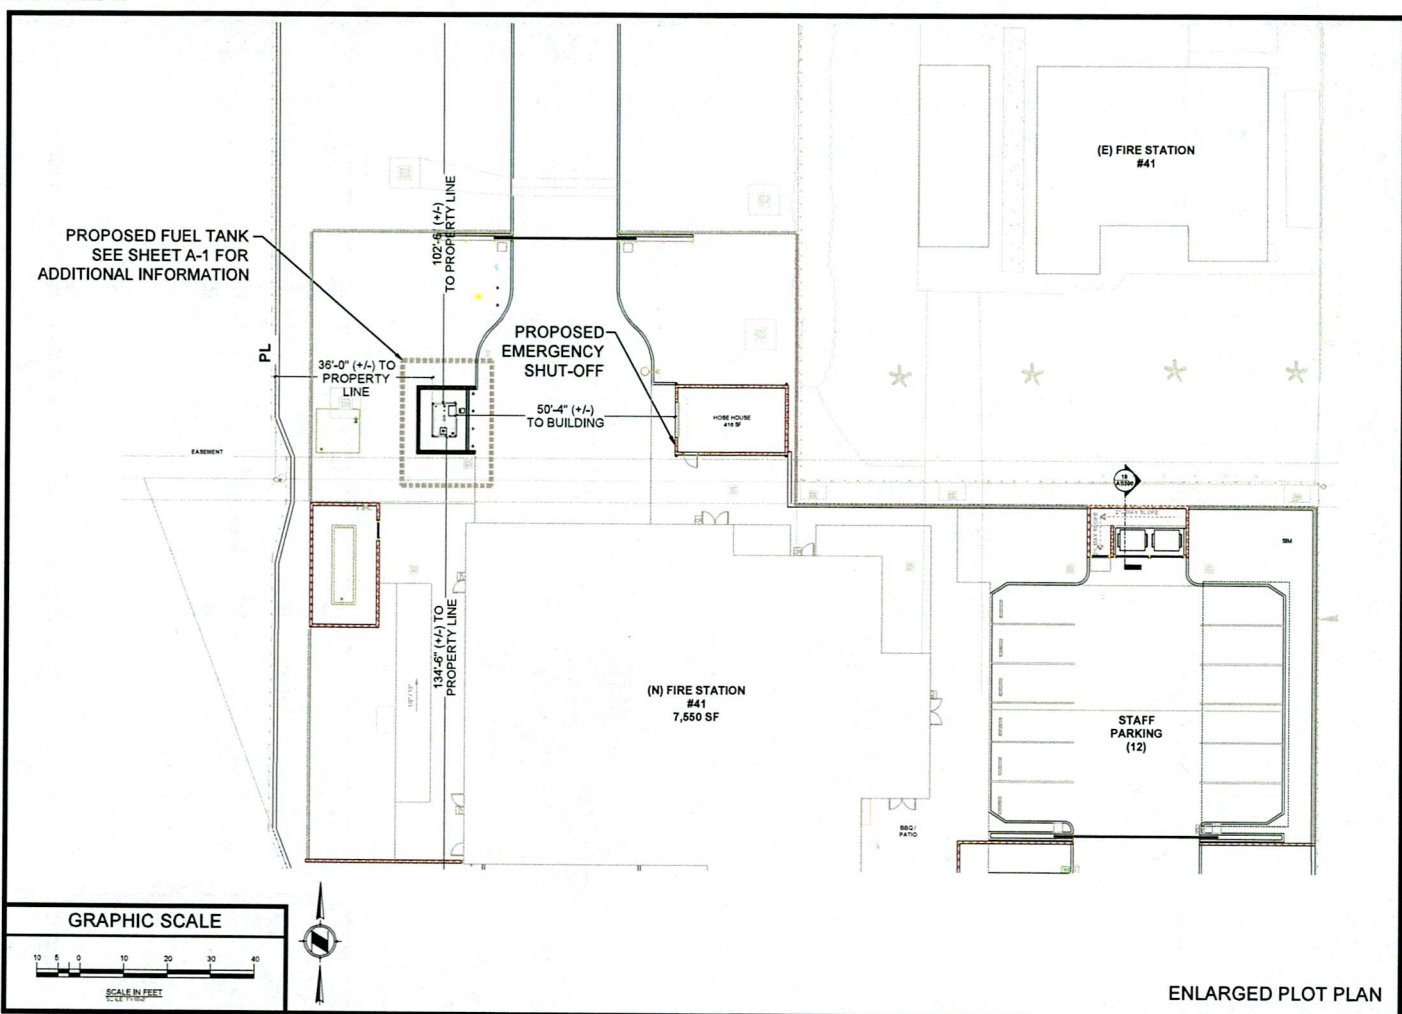 (E) FIRE STATION
#41
PROPOSED FUEL TANK
SEE SHEET A-1 FOR
ADDITIONAL INFORMATION
102'-6" (+/-)
TO PROPERTY LINE
PL
36'-0" (+/-) TO
PROPERTY
LINE
PROPOSED
EMERGENCY
SHUT-OFF
50'-4" (+/-)
TO BUILDING
HOSE HOUSE
416 SF
EASEMENT
134'-6" (+/-) TO
PROPERTY LINE
(N) FIRE STATION
#41
7,550 SF
STAFF
PARKING
(12)
BBQ /
PATIO
GRAPHIC SCALE
10 5 0 10 20 30 40
SCALE IN FEET
ENLARGED PLOT PLAN